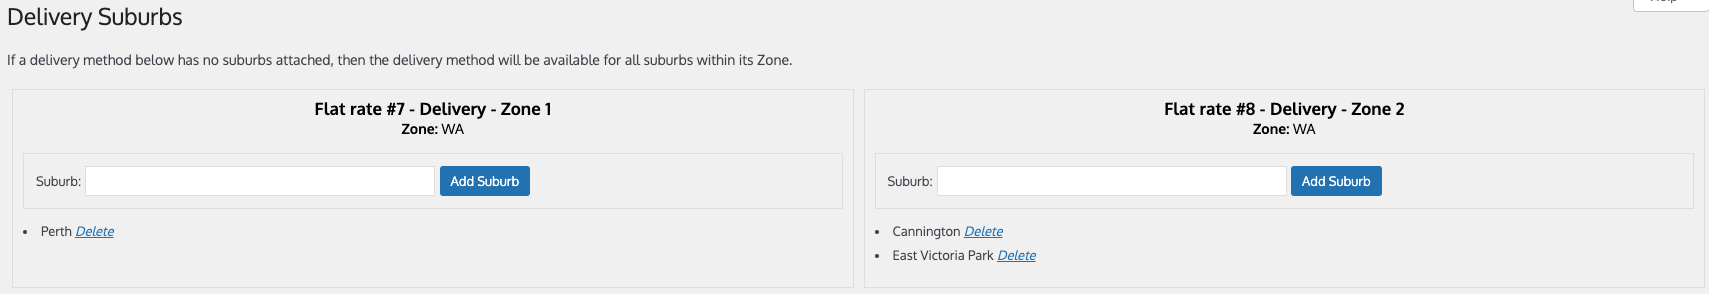 Delivery Suburbs
If a delivery method below has no suburbs attached, then the delivery method will be available for all suburbs within its Zone.
Flat rate #7 - Delivery - Zone 1
Zone: WA
Suburb:
Add Suburb
• Perth Delete
Flat rate #8 - Delivery - Zone 2
Zone: WA
Suburb:
Add Suburb
• Cannington Delete
• East Victoria Park Delete